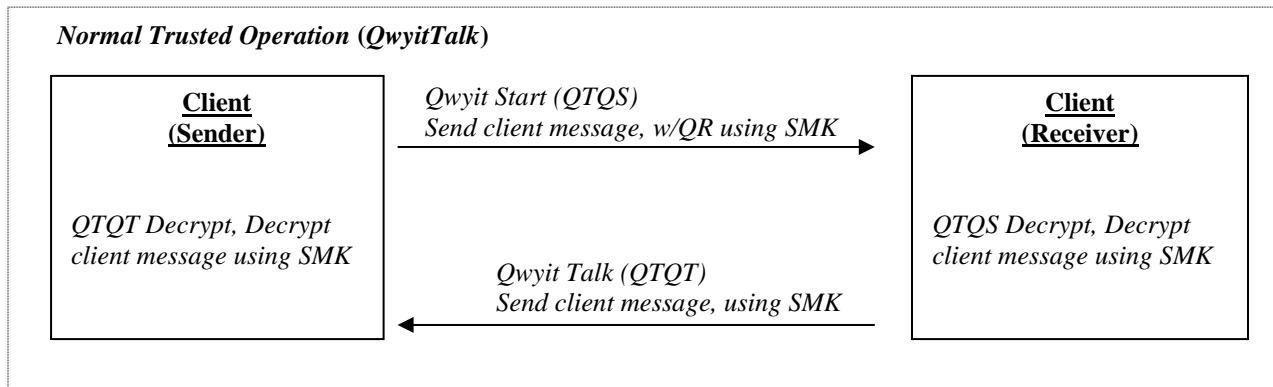 Normal Trusted Operation (QwyitTalk)
Client
(Sender)
QTQT Decrypt, Decrypt
client message using SMK
Qwyit Start (QTQS)
Send client message, w/QR using SMK
Qwyit Talk (QTQT)
Send client message, using SMK
Client
(Receiver)
QTQS Decrypt, Decrypt
client message using SMK